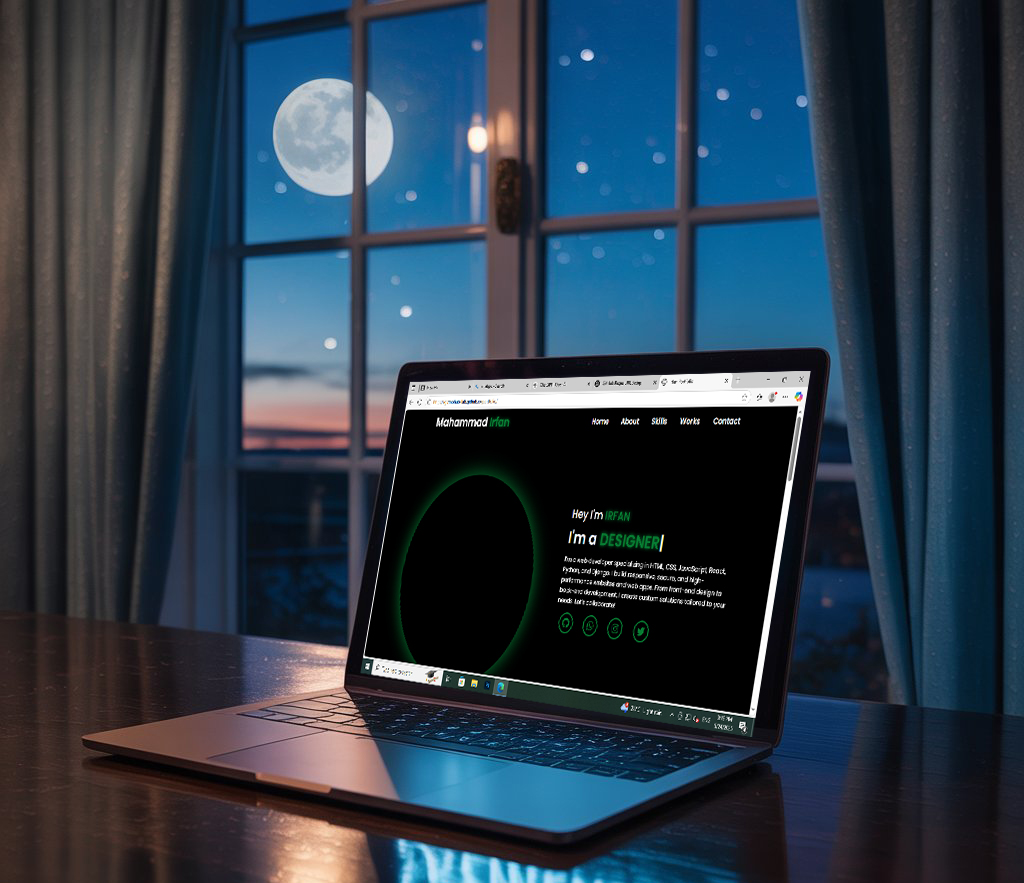 Mahammad Irfan
Home About Skills Works Contact
Hey I'm IRFAN
I'm a DESIGNER
I'm a web developer specializing in HTML, CSS, JavaScript, React,
Python, and Django. I build responsive, secure, and high-
performance websites and web apps. From front-end design to
back-end development, I create custom solutions tailored to your
needs. Let's collaborate!
ENG